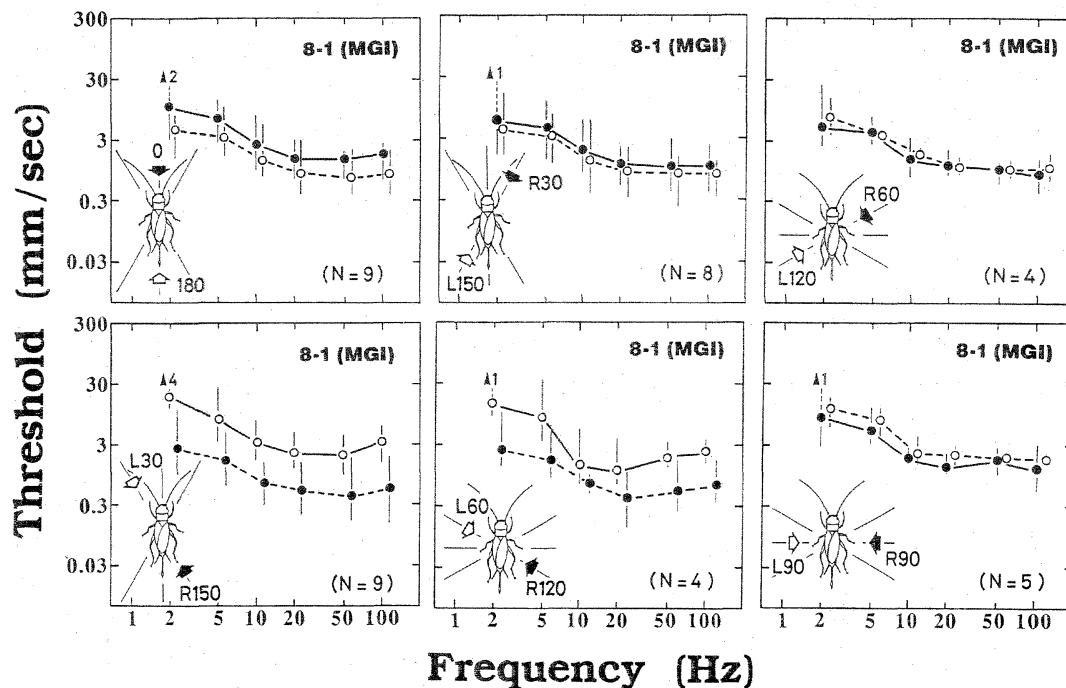 Threshold (mm/sec)
300
30
3
0.3
0.03
8-1 (MGI)
2
0
180
(N=9)
8-1 (MGI)
1
R30
L150
(N=8)
8-1 (MGI)
R60
L120
(N=4)
300
30
3
0.3
0.03
8-1 (MGI)
4
L30
R150
(N=9)
8-1 (MGI)
1
L60
R120
(N=4)
8-1 (MGI)
1
L90
R90
(N=5)
1 2 5 10 20 50 100
1 2 5 10 20 50 100
1 2 5 10 20 50 100
Frequency (Hz)